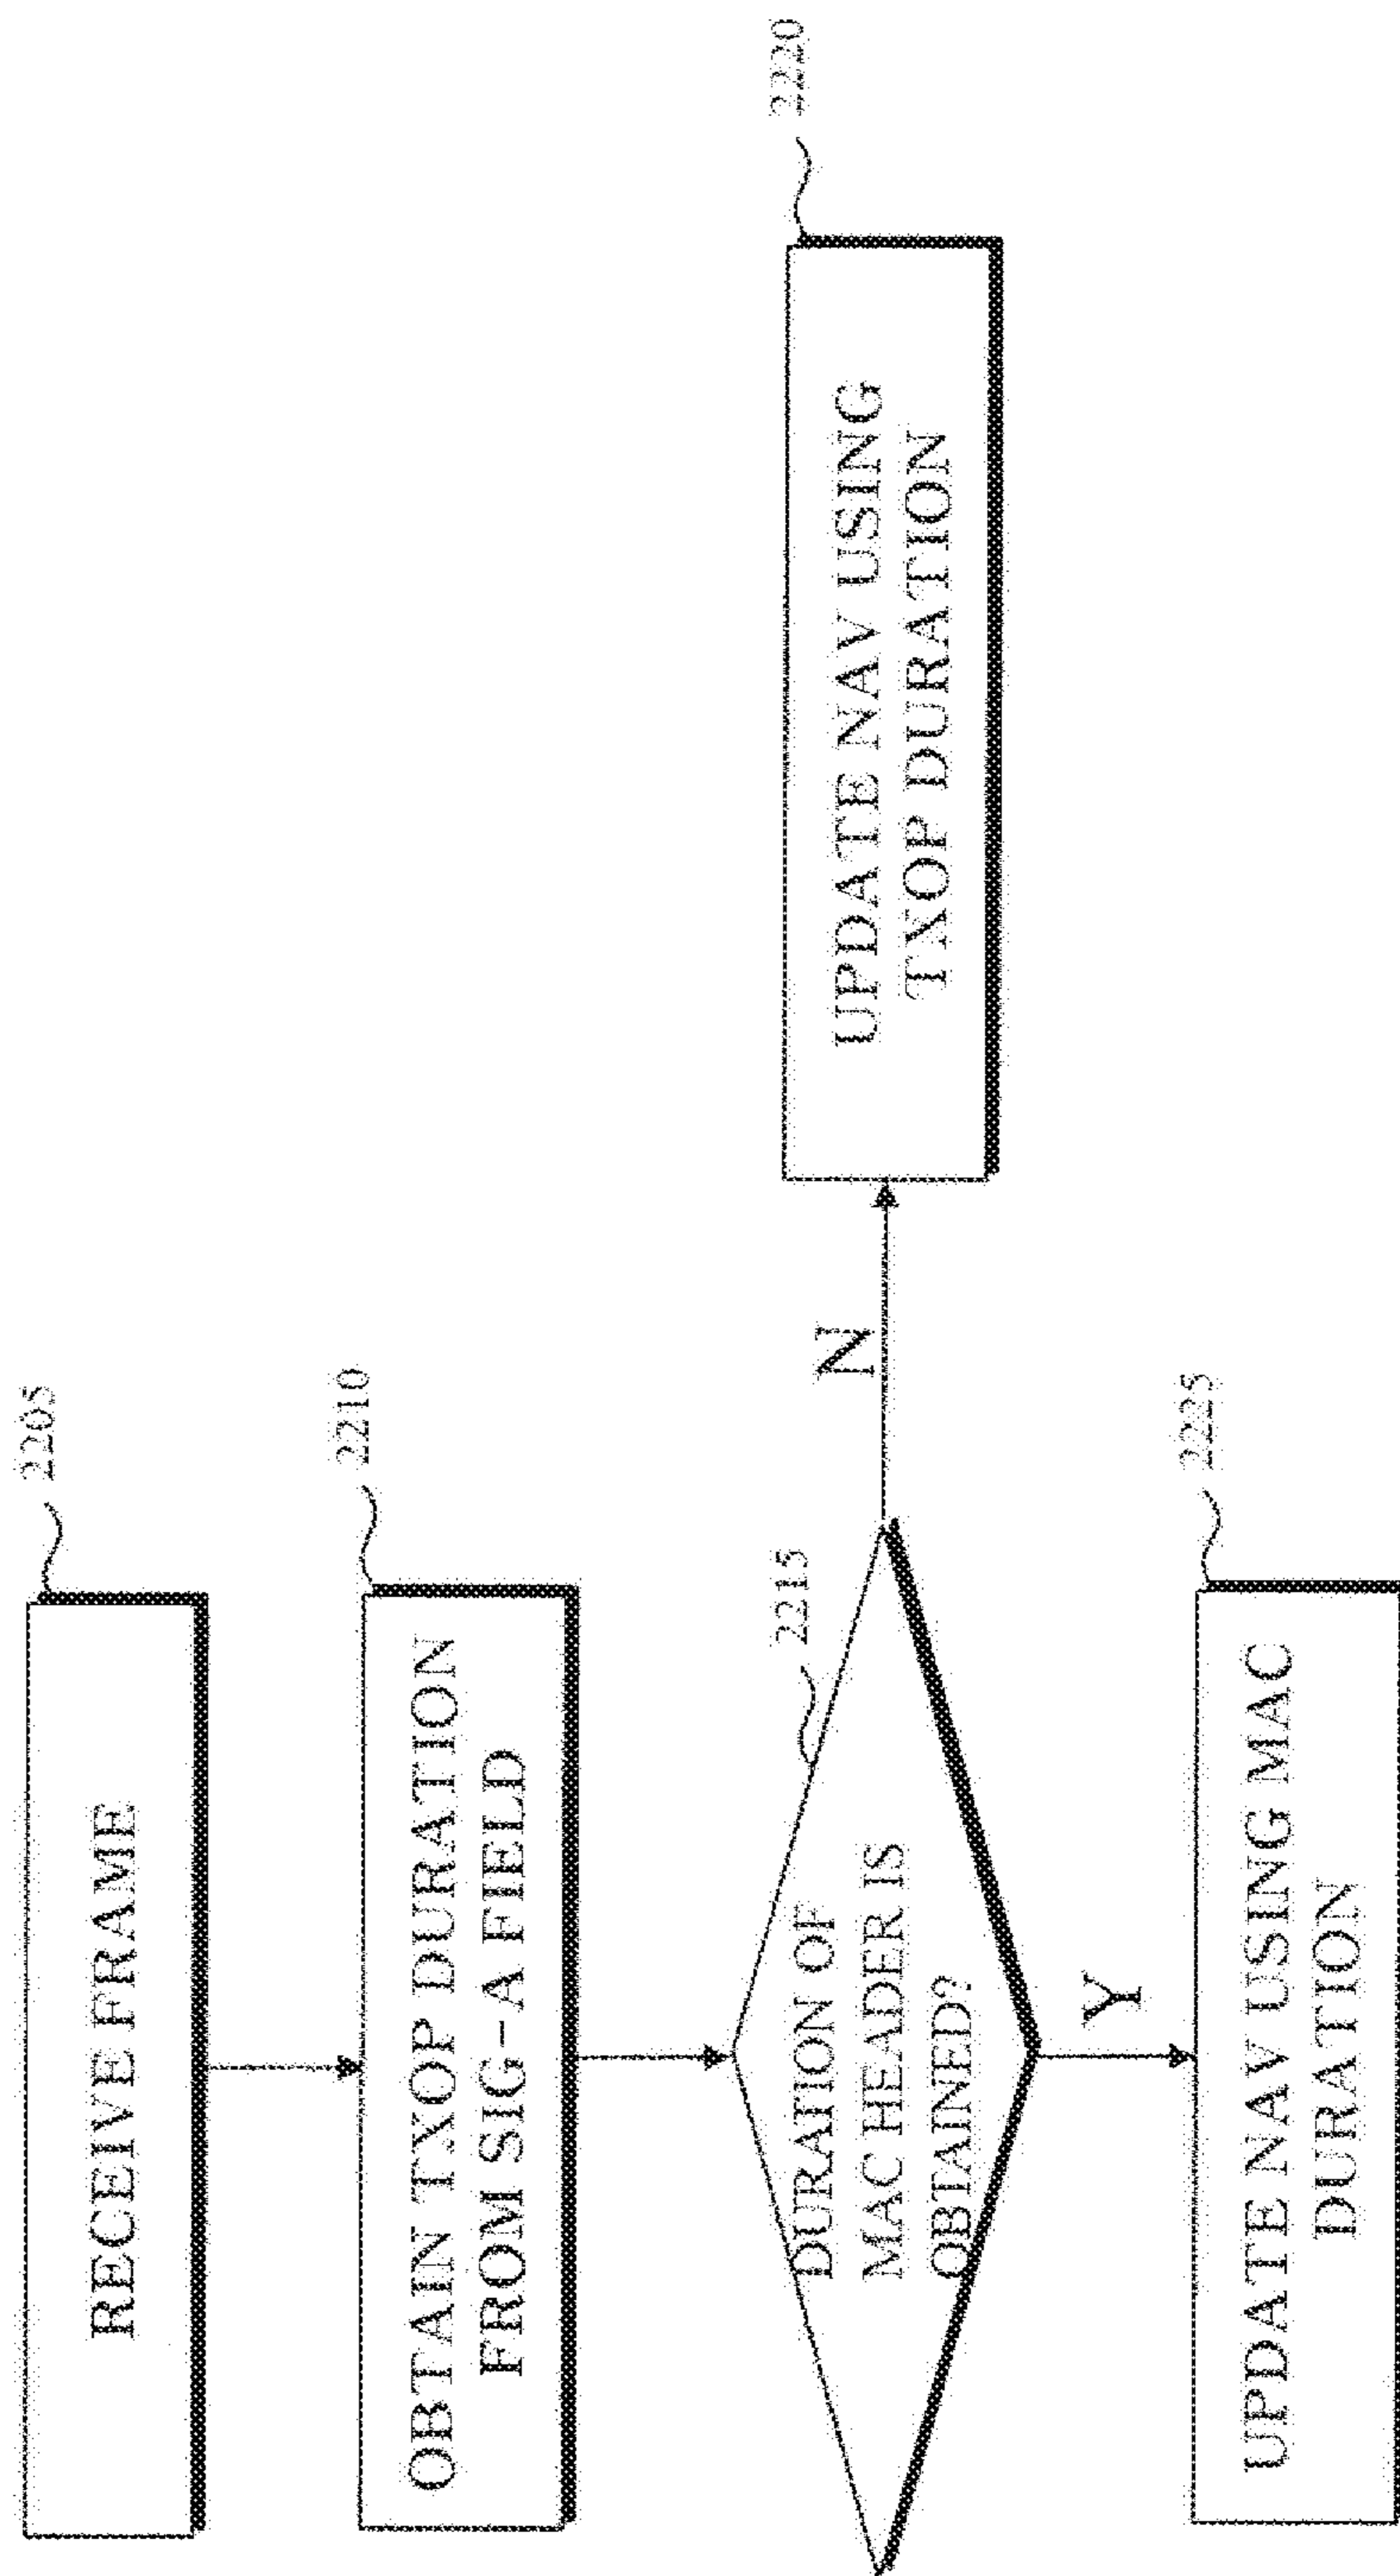 2205
RECEIVE FRAME
2210
OBTAIN TXOP DURATION
FROM SIG-A FIELD
2215
DURATION OF
MAC HEADER IS
OBTAINED?
N
2220
UPDATE NAV USING
TXOP DURATION
Y
2225
UPDATE NAV USING MAC
DURATION